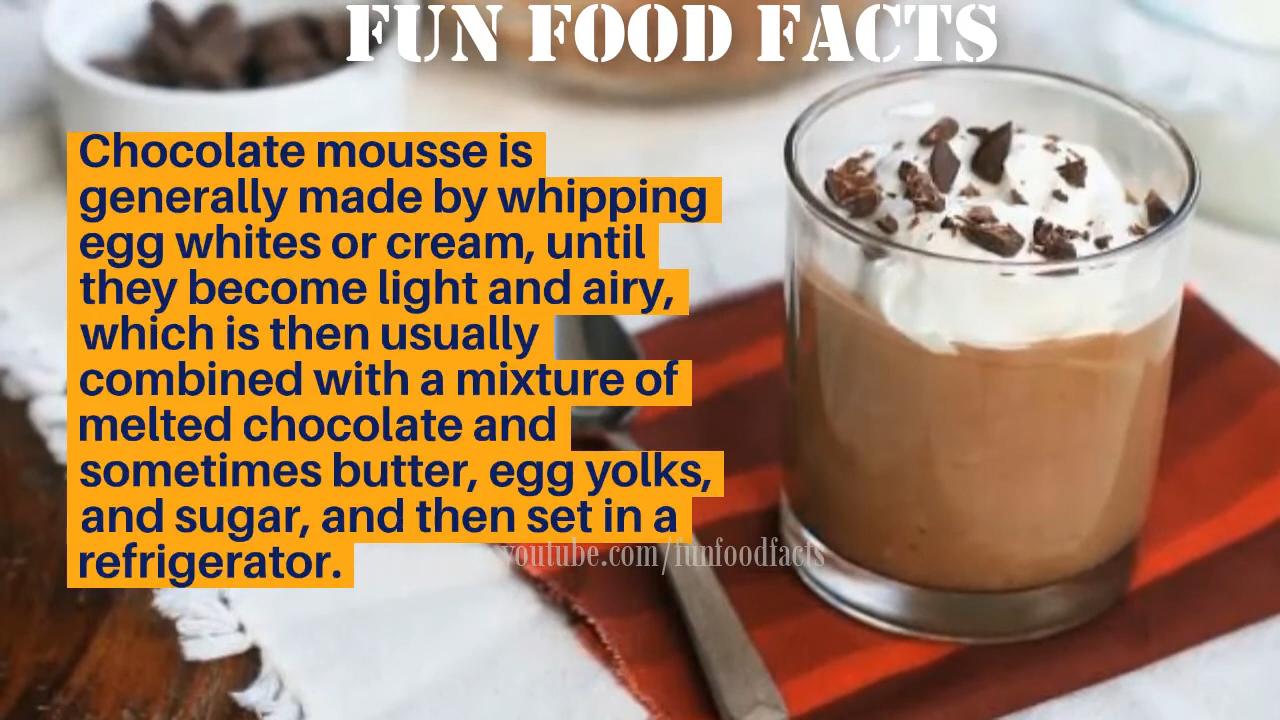 FUN FOOD FACTS
Chocolate mousse is
generally made by whipping
egg whites or cream, until
they become light and airy,
which is then usually
combined with a mixture of
melted chocolate and
sometimes butter, egg yolks,
and sugar, and then set in a
refrigerator.
youtube.com/funfoodfacts